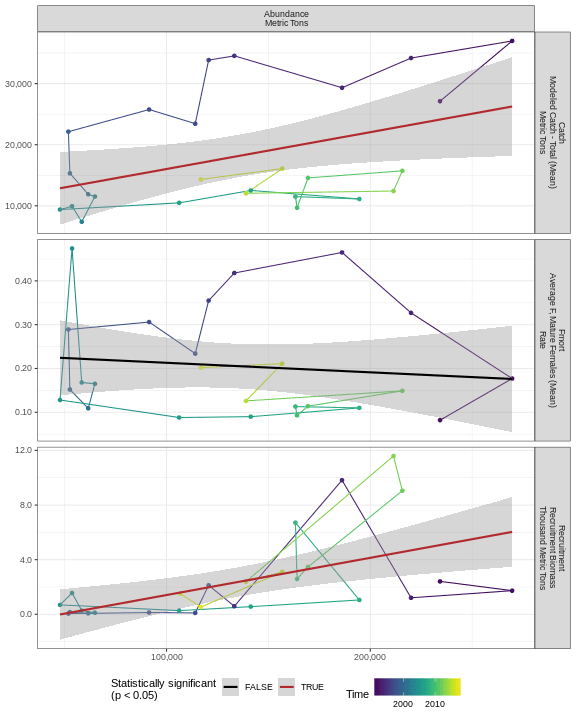 Abundance
Metric Tons
30,000
20,000
10,000
Catch
Modeled Catch - Total (Mean)
Metric Tons
0.40
0.30
0.20
0.10
Fmort
Average F, Mature Females (Mean)
Rate
12.0
8.0
4.0
0.0
Recruitment
Recruitment Biomass
Thousand Metric Tons
100,000
200,000
Statistically significant
(p < 0.05)
FALSE
TRUE
Time
2000
2010